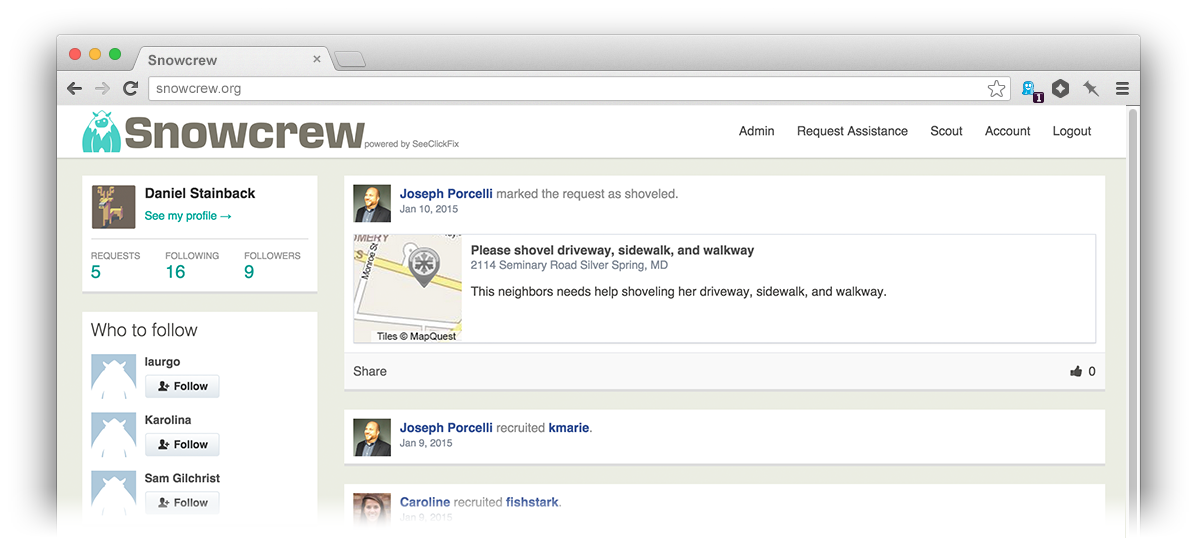 Snowcrew
snowcrew.org
1
Snowcrew powered by SeeClickFix
Admin Request Assistance Scout Account Logout
Daniel Stainback
See my profile →
REQUESTS FOLLOWING FOLLOWERS
5 16 9
Who to follow
laurgo
Follow
Karolina
Follow
Sam Gilchrist
Follow
Joseph Porcelli marked the request as shoveled.
Jan 10, 2015
Monroe St
Tiles © MapQuest
Please shovel driveway, sidewalk, and walkway
2114 Seminary Road Silver Spring, MD
This neighbors needs help shoveling her driveway, sidewalk, and walkway.
Share 0
Joseph Porcelli recruited kmarie.
Jan 9, 2015
Caroline recruited fishstark.
Jan 9, 2015